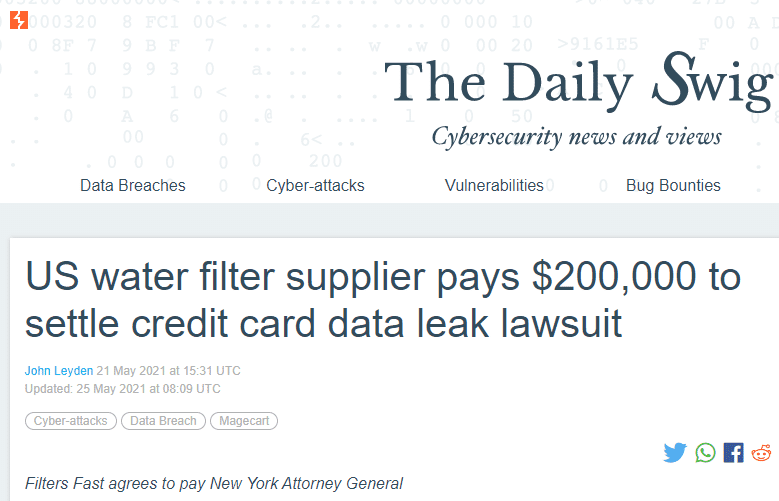 The Daily Swig
Cybersecurity news and views
Data Breaches
Cyber-attacks
Vulnerabilities
Bug Bounties
US water filter supplier pays $200,000 to
settle credit card data leak lawsuit
John Leyden 21 May 2021 at 15:31 UTC
Updated: 25 May 2021 at 08:09 UTC
Cyber-attacks
Data Breach
Magecart
Filters Fast agrees to pay New York Attorney General